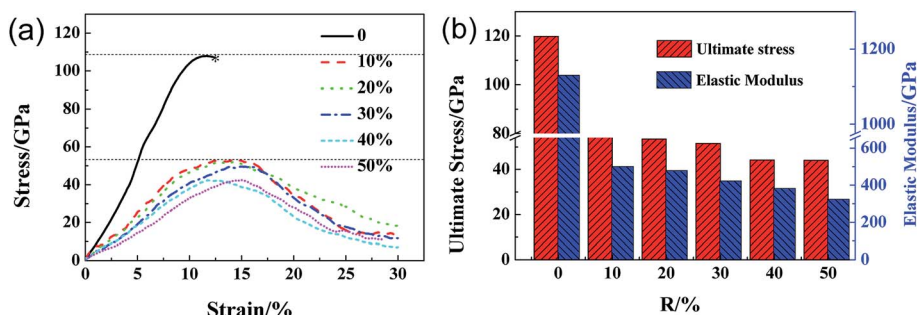 (a)
Stress/GPa
120
100
80
60
40
20
0
0
10%
20%
30%
40%
50%
*
0 5 10 15 20 25 30
Strain/%
(b)
Ultimate Stress/GPa
120
100
80
40
20
0
Ultimate stress
Elastic Modulus
1200
1000
600
400
200
0
Elastic Modulus/GPa
0 10 20 30 40 50
R/%